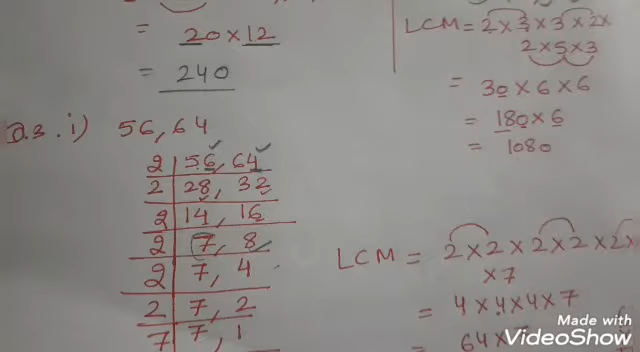 = 20 × 12
= 240
LCM = 2 × 3 × 3 × 2 ×
2 × 5 × 3
= 30 × 6 × 6
= 180 × 6
= 1080
Q.3. i) 56, 64
2 | 56, 64
2 | 28, 32
2 | 14, 16
2 | 7, 8
2 | 7, 4
2 | 7, 2
7 | 7, 1
LCM = 2 × 2 × 2 × 2 × 2 ×
× 7
= 4 × 4 × 4 × 7
= 64 ×
Made with
VideoShow